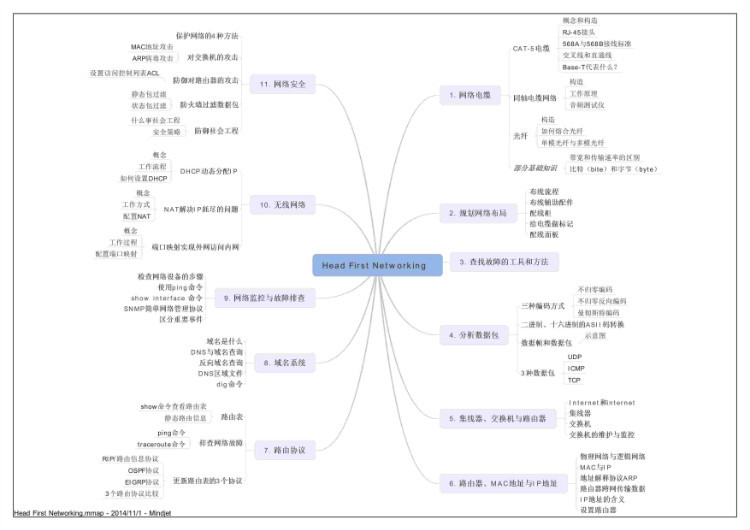 Head First Networking
1. 网络电缆
CAT-5电缆
概念和构造
RJ-45接头
568A与568B接线标准
交叉线和直通线
Base-T代表什么?
同轴电缆网络
构造
工作原理
音频测试仪
光纤
构造
如何熔合光纤
单模光纤与多模光纤
部分基础知识
带宽和传输速率的区别
比特(bite)和字节(byte)
2. 规划网络布局
布线流程
布线辅助配件
配线柜
给电缆做标记
配线面板
3. 查找故障的工具和方法
4. 分析数据包
三种编码方式
不归零编码
不归零反向编码
曼彻斯特编码
二进制、十六进制的ASII码转换
数据帧和数据包
示意图
3种数据包
UDP
ICMP
TCP
5. 集线器、交换机与路由器
Internet和internet
集线器
交换机
交换机的维护与监控
6. 路由器、MAC地址与IP地址
物理网络与逻辑网络
MAC与IP
地址解释协议ARP
路由器跨网传输数据
IP地址的含义
设置路由器
7. 路由协议
路由表
show命令查看路由表
静态路由信息
排查网络故障
ping命令
traceroute命令
更新路由表的3个协议
RIP/路由信息协议
OSPF协议
EIGRP协议
3个路由协议比较
8. 域名系统
域名是什么
DNS与域名查询
反向域名查询
DNS区域文件
dig命令
9. 网络监控与故障排查
检查网络设备的步骤
使用ping命令
show interface 命令
SNMP简单网络管理协议
区分重要事件
10. 无线网络
DHCP动态分配IP
概念
工作流程
如何设置DHCP
NAT解决IP耗尽的问题
概念
工作方式
配置NAT
端口映射实现外网访问内网
概念
工作过程
配置端口映射
11. 网络安全
保护网络的4种方法
对交换机的攻击
MAC地址攻击
ARP病毒攻击
防御对路由器的攻击
设置访问控制列表ACL
防火墙过滤数据包
静态包过滤
状态包过滤
防御社会工程
什么事社会工程
安全策略
Head First Networking.mmap - 2014/11/1 - Mindjet